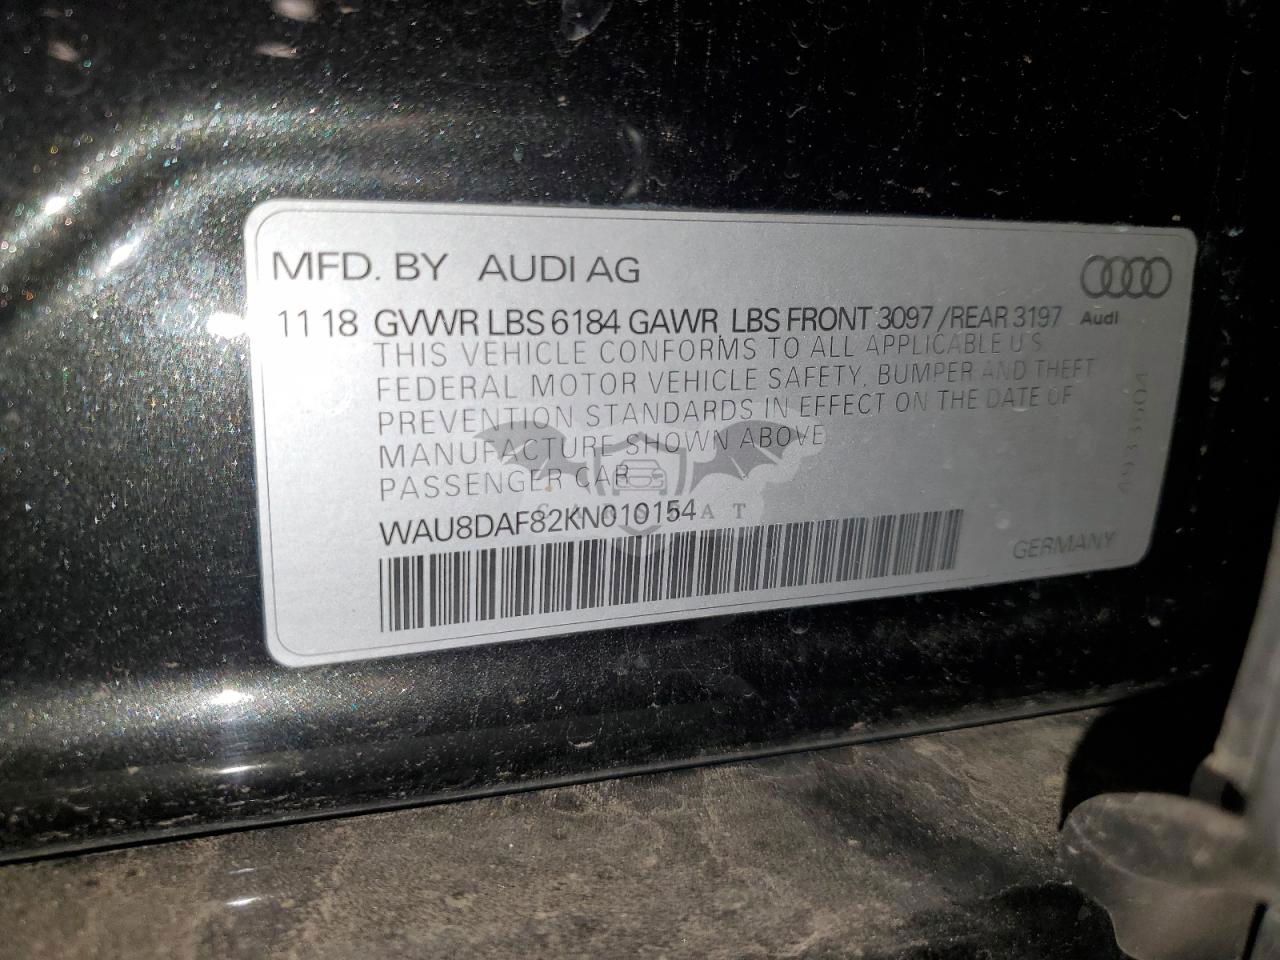 MFD. BY AUDI AG
11 18 GVWR LBS 6184 GAWR LBS FRONT 3097 / REAR 3197 Audi
THIS VEHICLE CONFORMS TO ALL APPLICABLE U S
FEDERAL MOTOR VEHICLE SAFETY, BUMPER AND THEFT
PREVENTION STANDARDS IN EFFECT ON THE DATE OF
MANUFACTURE SHOWN ABOVE
PASSENGER CAR
WAU8DAF82KN010154
GERMANY